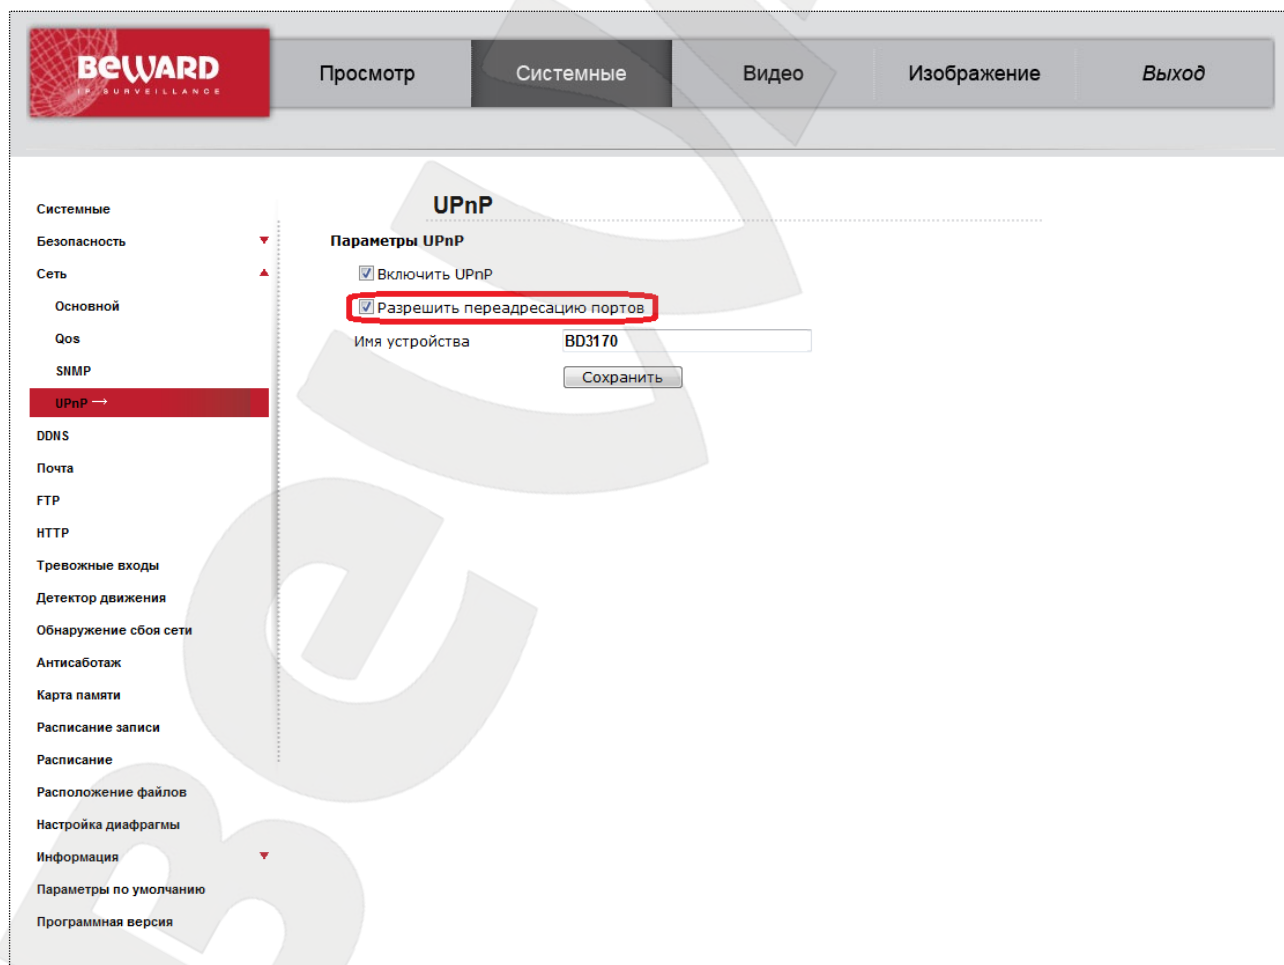 BEWARD
IP SURVEILLANCE
Просмотр
Системные
Видео
Изображение
Выход
UPnP
Системные
Безопасность
Сеть
Основной
Qos
SNMP
UPnP →
DDNS
Почта
FTP
HTTP
Тревожные входы
Детектор движения
Обнаружение сбоя сети
Антисаботаж
Карта памяти
Расписание записи
Расписание
Расположение файлов
Настройка диафрагмы
Информация
Параметры по умолчанию
Программная версия
Параметры UPnP
Включить UPnP
Разрешить переадресацию портов
Имя устройства BD3170
Сохранить